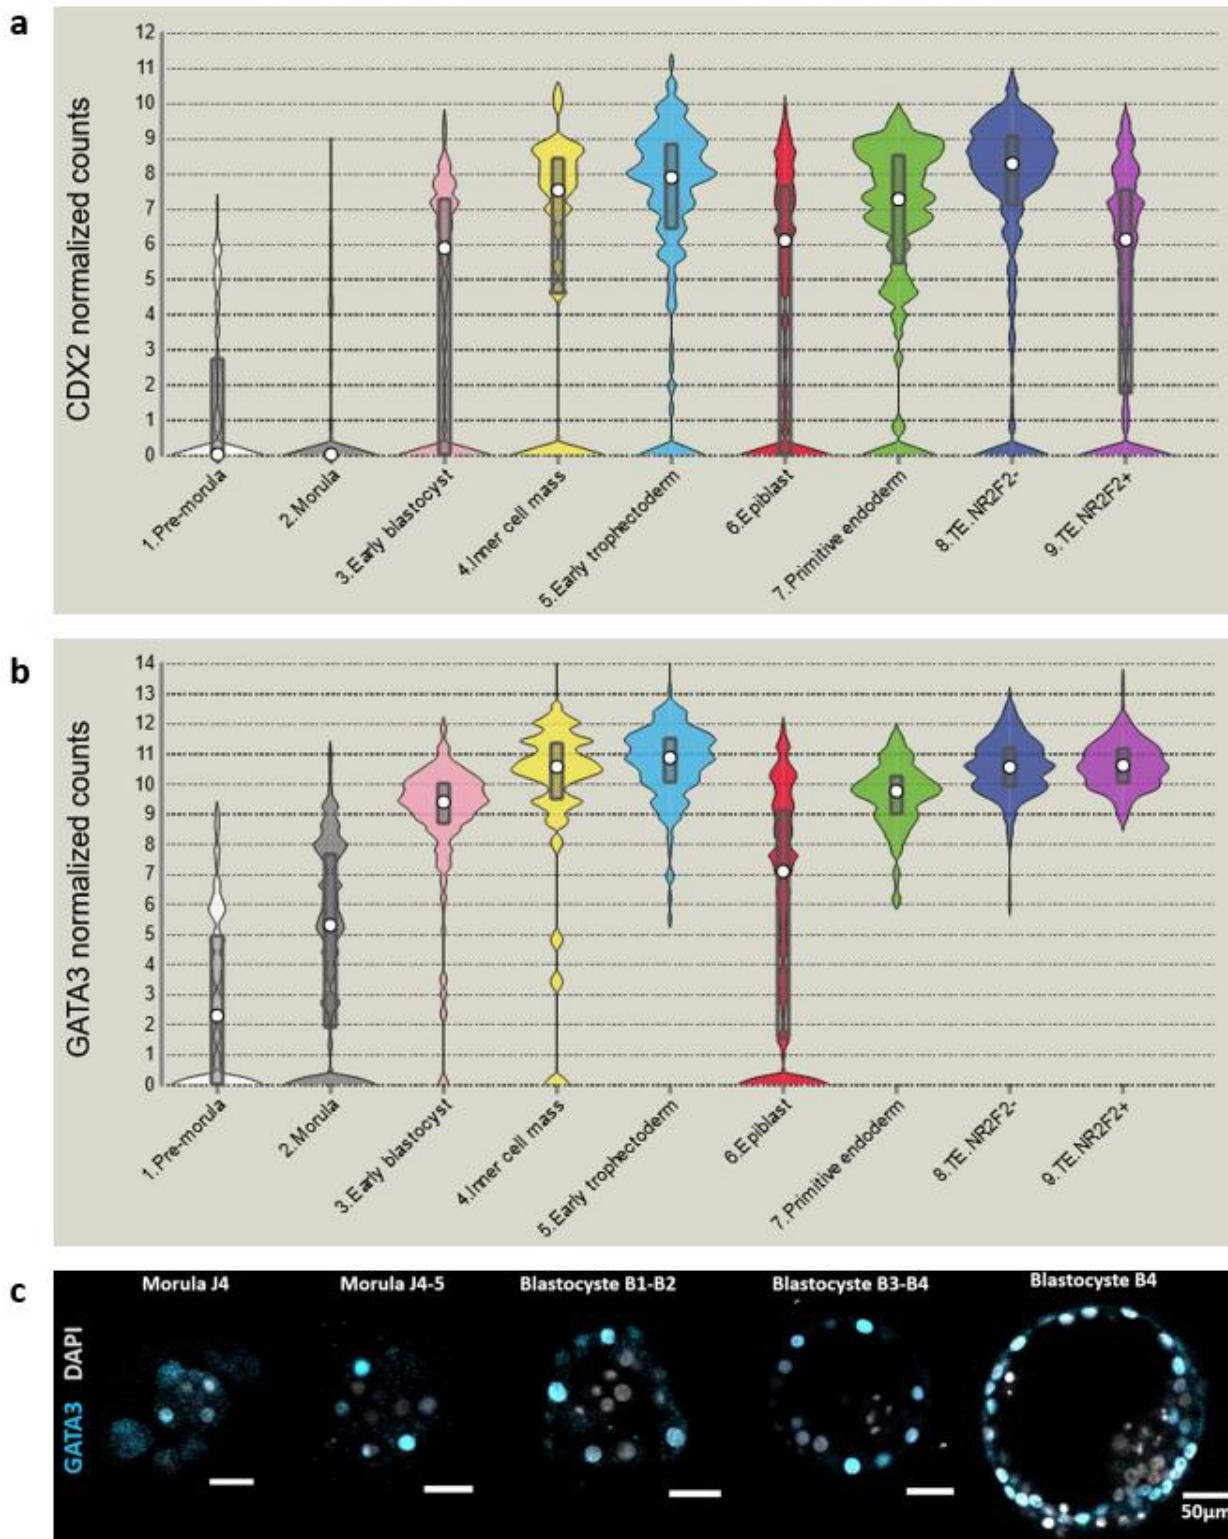 a
CDX2 normalized counts
12
11
10
9
8
7
6
5
4
3
2
1
0
1.Pre-morula
2.Morula
3.Early blastocyst
4.Inner cell mass
5.Early trophectoderm
6.Epiblast
7.Primitive endoderm
8.TE.NR2F2-
9.TE.NR2F2+
b
GATA3 normalized counts
14
13
12
11
10
9
8
7
6
5
4
3
2
1
0
1.Pre-morula
2.Morula
3.Early blastocyst
4.Inner cell mass
5.Early trophectoderm
6.Epiblast
7.Primitive endoderm
8.TE.NR2F2-
9.TE.NR2F2+
c
GATA3 DAPI
Morula J4
Morula J4-5
Blastocyste B1-B2
Blastocyste B3-B4
Blastocyste B4
50µm